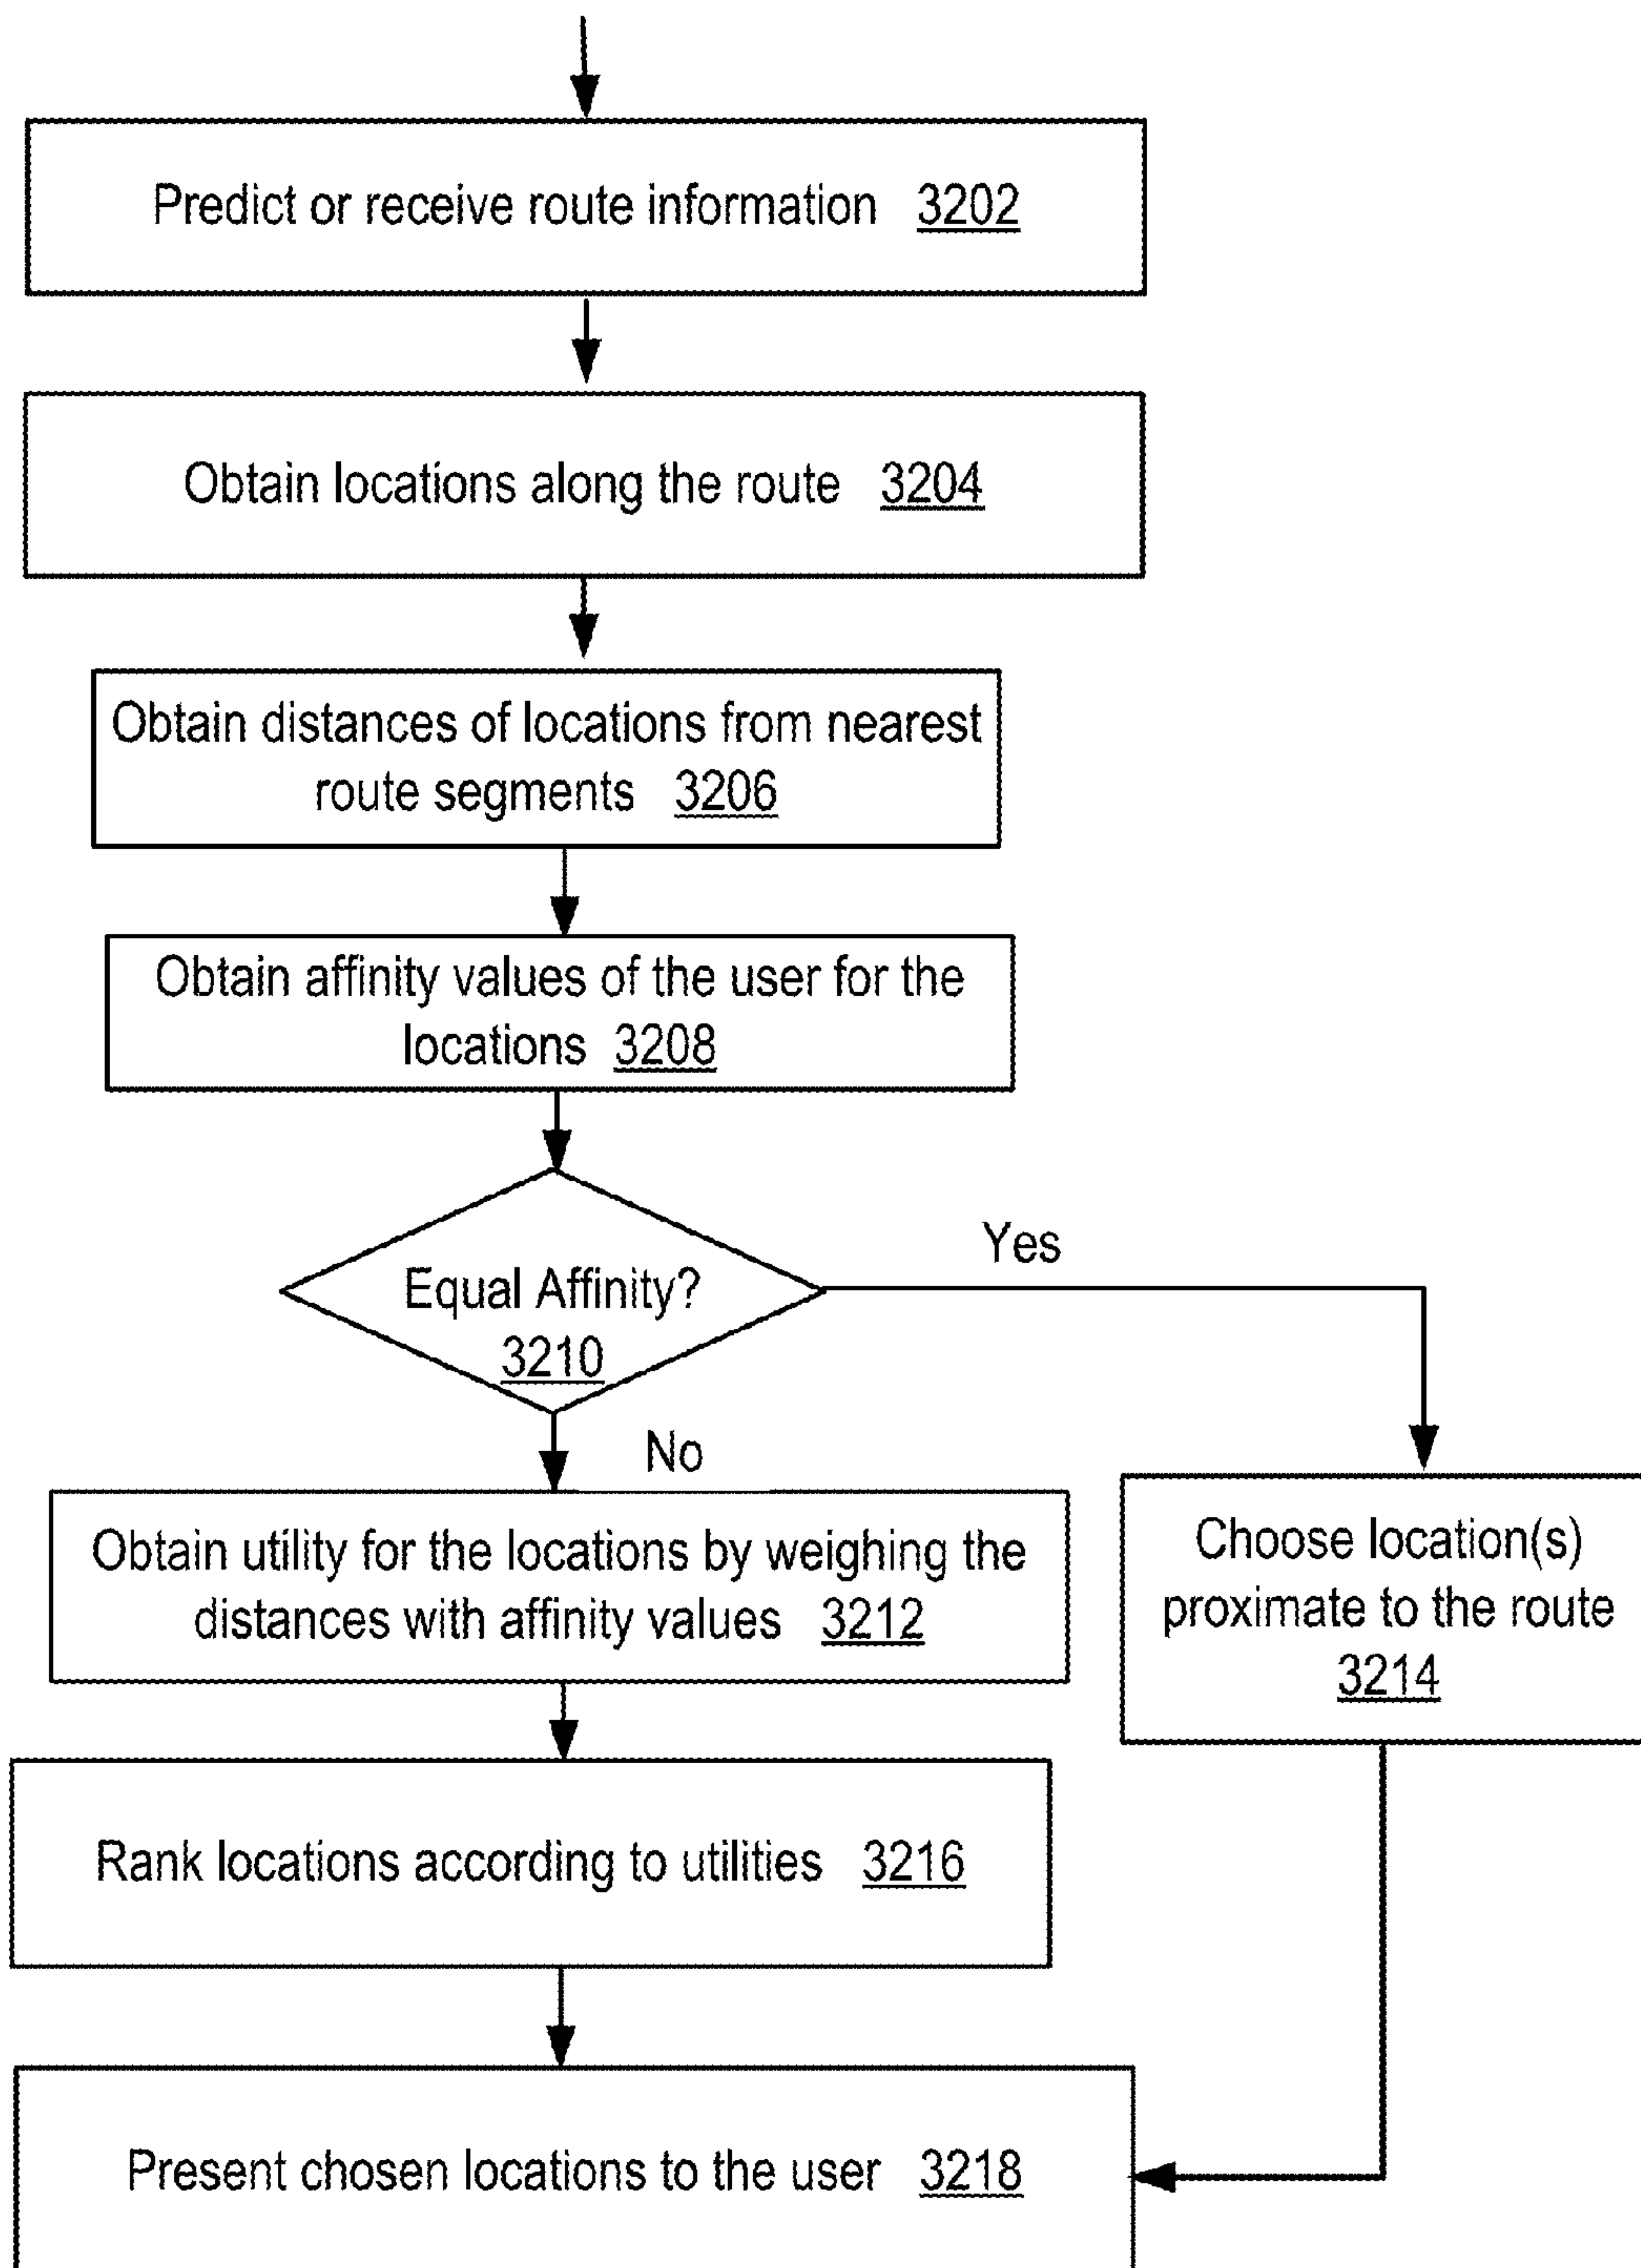 Predict or receive route information 3202
Obtain locations along the route 3204
Obtain distances of locations from nearest
route segments 3206
Obtain affinity values of the user for the
locations 3208
Equal Affinity?
3210
Yes
No
Obtain utility for the locations by weighing the
distances with affinity values 3212
Choose location(s)
proximate to the route
3214
Rank locations according to utilities 3216
Present chosen locations to the user 3218